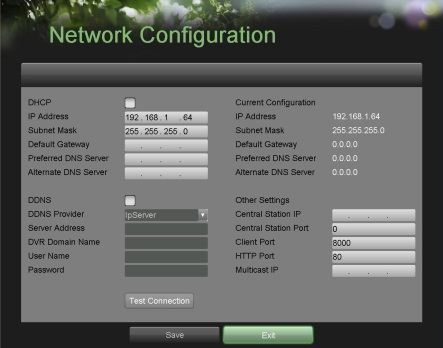 Network Configuration
DHCP
IP Address 192 . 168 . 1 . 64
Subnet Mask 255 . 255 . 255 . 0
Default Gateway . . .
Preferred DNS Server . . .
Alternate DNS Server . . .
Current Configuration
IP Address 192.168.1.64
Subnet Mask 255.255.255.0
Default Gateway 0.0.0.0
Preferred DNS Server 0.0.0.0
Alternate DNS Server 0.0.0.0
DDNS
DDNS Provider IpServer
Server Address
DVR Domain Name
User Name
Password
Test Connection
Other Settings
Central Station IP . . .
Central Station Port 0
Client Port 8000
HTTP Port 80
Multicast IP . . .
Save Exit